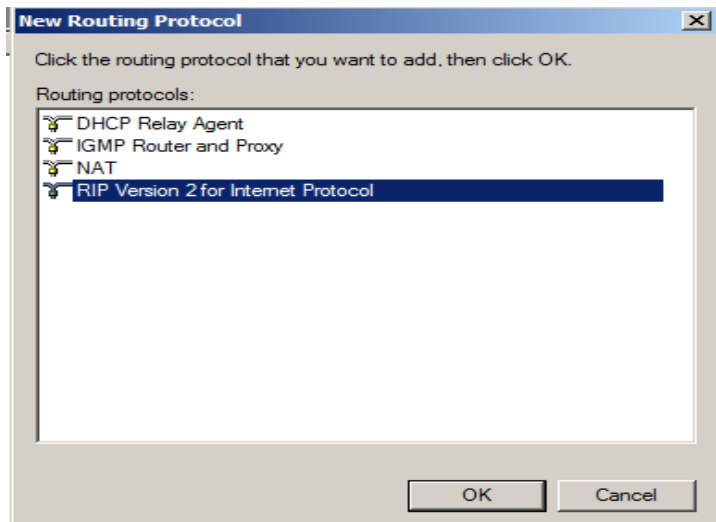 New Routing Protocol
Click the routing protocol that you want to add, then click OK.
Routing protocols:
DHCP Relay Agent
IGMP Router and Proxy
NAT
RIP Version 2 for Internet Protocol
OK
Cancel